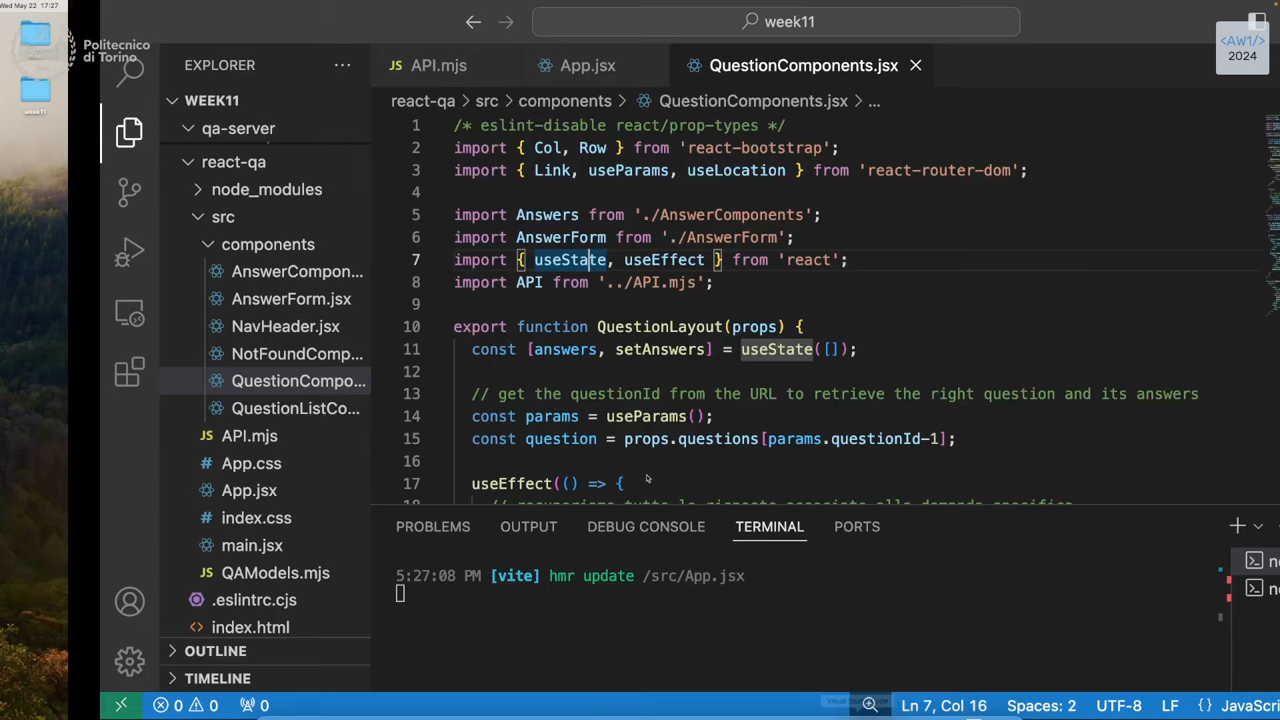 Wed May 22 17:27
week11
Politecnico
di Torino
week11
<AW1/>
2024
EXPLORER
WEEK11
qa-server
react-qa
node_modules
src
components
AnswerCompon...
AnswerForm.jsx
NavHeader.jsx
NotFoundComp...
QuestionCompo...
QuestionListCo...
API.mjs
App.css
App.jsx
index.css
main.jsx
QAModels.mjs
.eslintrc.cjs
index.html
OUTLINE
TIMELINE
JS API.mjs
App.jsx
QuestionComponents.jsx
react-qa > src > components > QuestionComponents.jsx > ...
1 /* eslint-disable react/prop-types */
2 import { Col, Row } from 'react-bootstrap';
3 import { Link, useParams, useLocation } from 'react-router-dom';
4
5 import Answers from './AnswerComponents';
6 import AnswerForm from './AnswerForm';
7 import { useState, useEffect } from 'react';
8 import API from '../API.mjs';
9
10 export function QuestionLayout(props) {
11 const [answers, setAnswers] = useState([]);
12
13 // get the questionId from the URL to retrieve the right question and its answers
14 const params = useParams();
15 const question = props.questions[params.questionId-1];
16
17 useEffect(() => {
PROBLEMS OUTPUT DEBUG CONSOLE TERMINAL PORTS
5:27:08 PM [vite] hmr update /src/App.jsx
0 0 0
Ln 7, Col 16 Spaces: 2 UTF-8 LF {} JavaScri